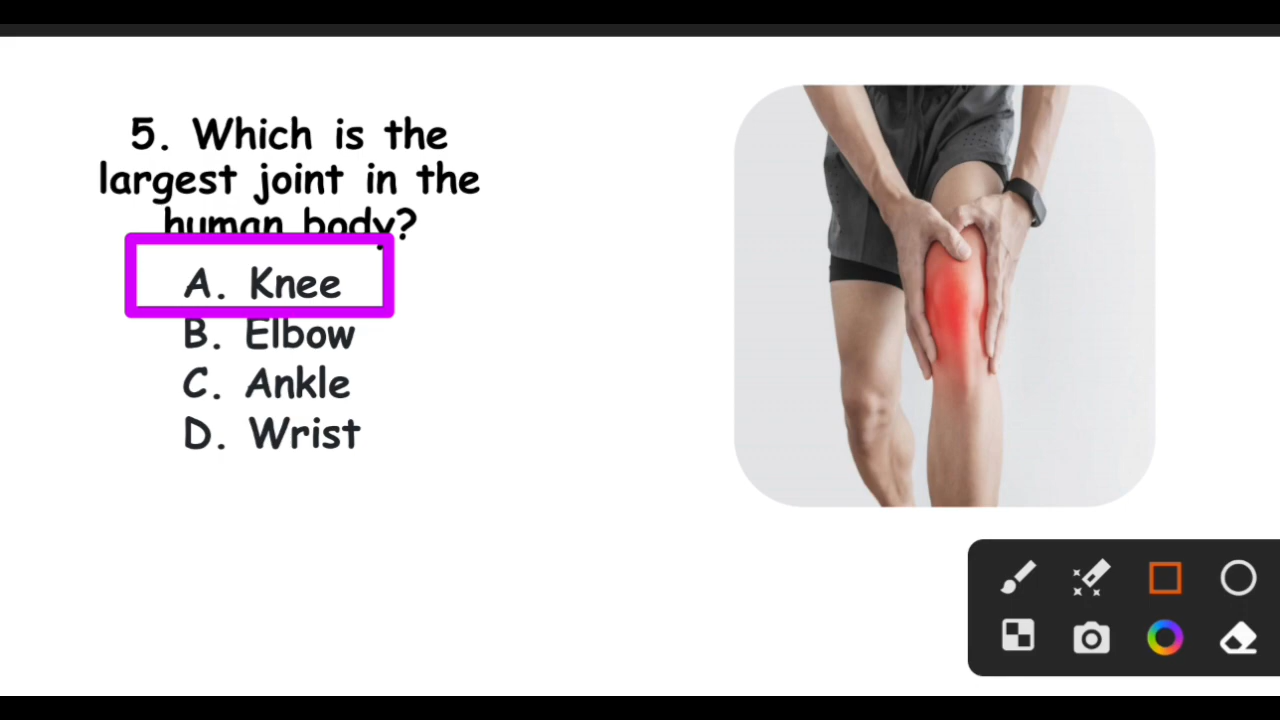 5. Which is the
largest joint in the
human body?
A. Knee
B. Elbow
C. Ankle
D. Wrist